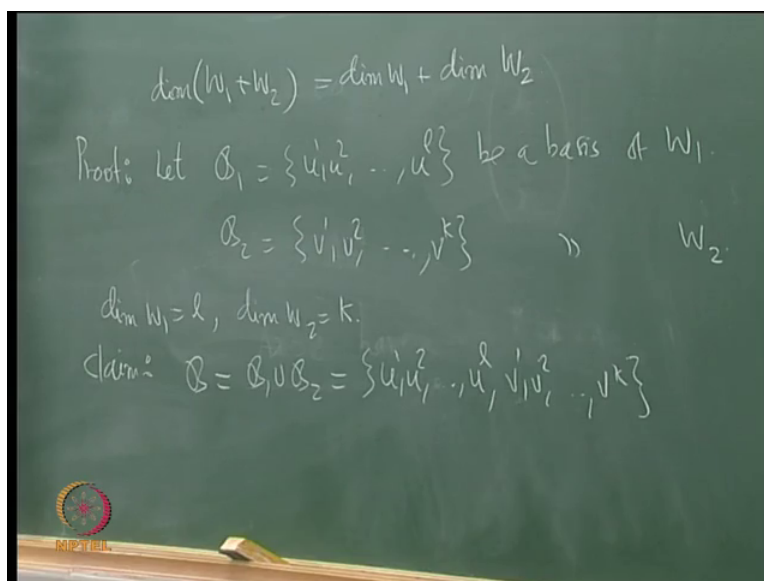 dim(W₁+W₂) = dim W₁ + dim W₂
Proof: Let ℬ₁ = {u¹, u², .., uˡ} be a basis of W₁.
ℬ₂ = {v¹, v², ..., vᵏ} " W₂.
dim W₁ = l, dim W₂ = k.
Claim: ℬ = ℬ₁ ∪ ℬ₂ = {u¹, u², .., uˡ, v¹, v², .., vᵏ}
NPTEL